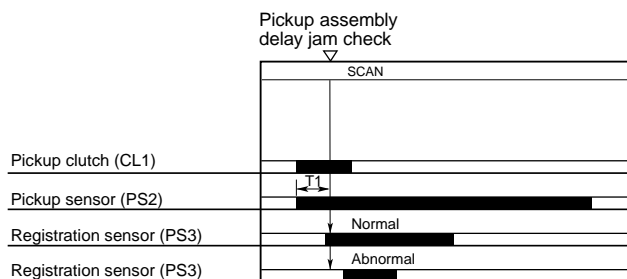 Pickup assembly
delay jam check
SCAN
Pickup clutch (CL1)
T1
Pickup sensor (PS2)
Normal
Registration sensor (PS3)
Abnormal
Registration sensor (PS3)